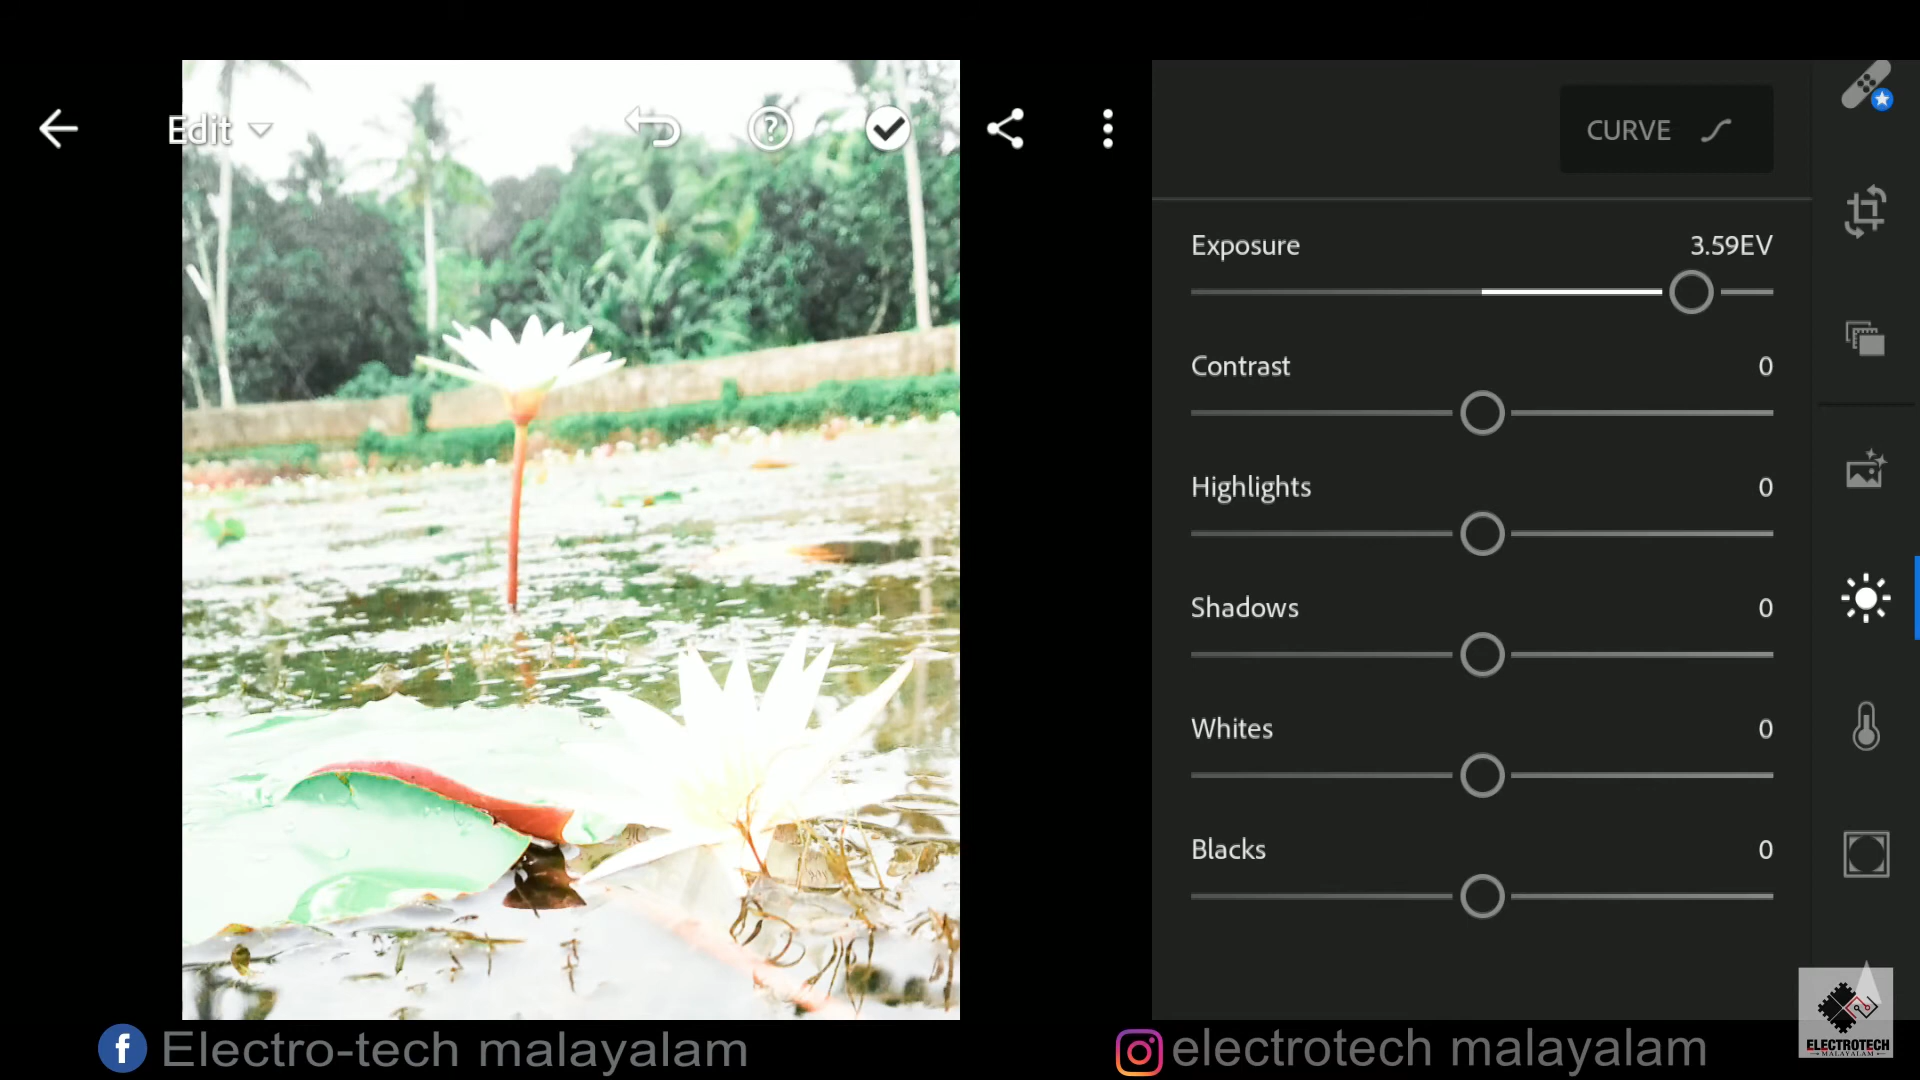 Edit
CURVE
Exposure 3.59EV
Contrast 0
Highlights 0
Shadows 0
Whites 0
Blacks 0
Electro-tech malayalam
electrotech malayalam
ELECTROTECH
MALAYALAM